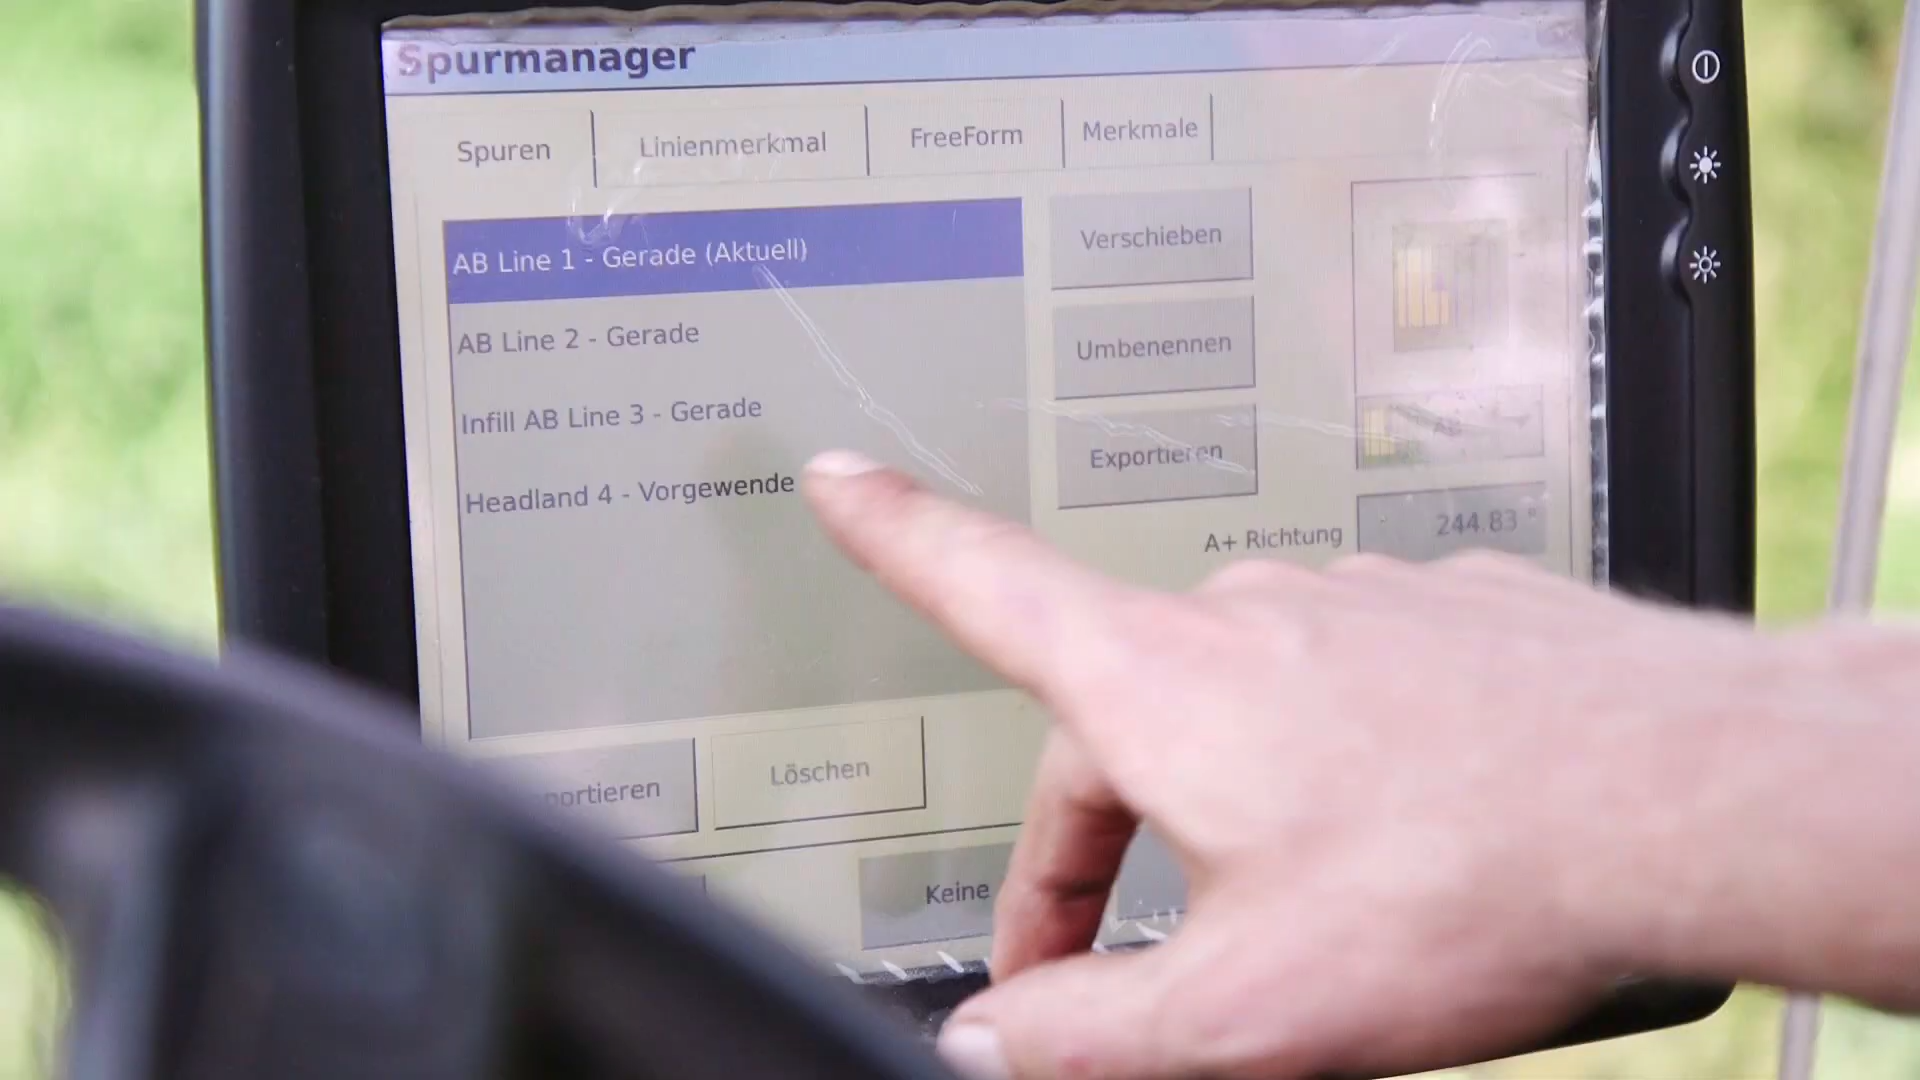 Spurmanager
Spuren
Linienmerkmal
FreeForm
Merkmale
AB Line 1 - Gerade (Aktuell)
AB Line 2 - Gerade
Infill AB Line 3 - Gerade
Headland 4 - Vorgewende
Verschieben
Umbenennen
Exportieren
AB
A+ Richtung
244.83 °
portieren
Löschen
Keine